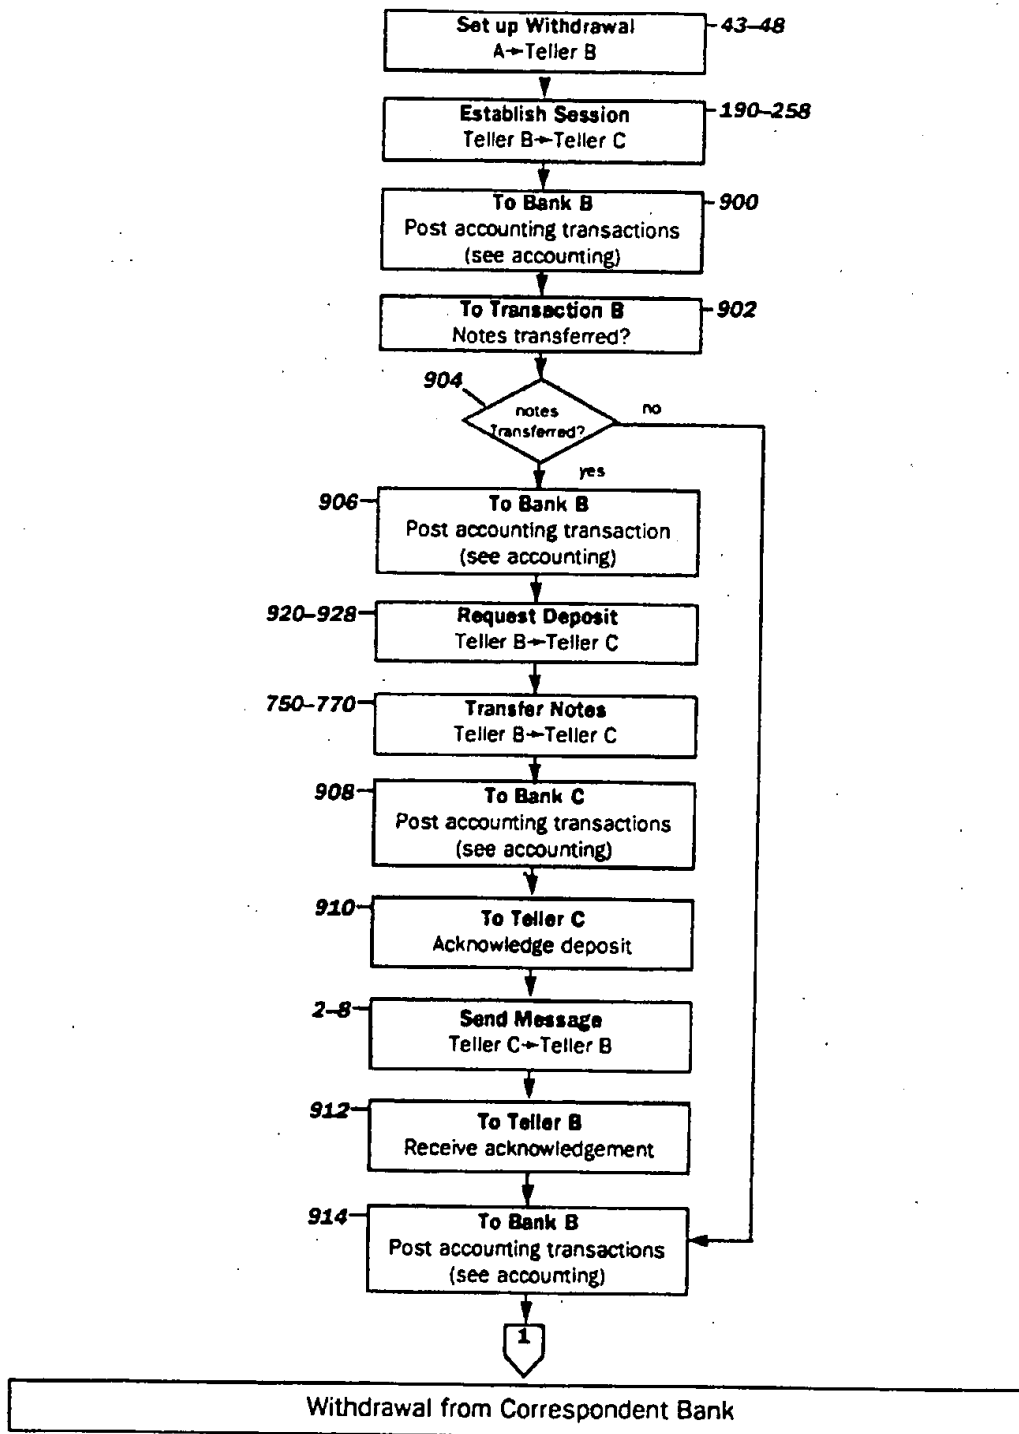 Set up Withdrawal
A→Teller B
43–48
Establish Session
Teller B→Teller C
190–258
To Bank B
Post accounting transactions
(see accounting)
900
To Transaction B
Notes transferred?
902
904
notes
Transferred?
no
yes
906
To Bank B
Post accounting transaction
(see accounting)
920–928
Request Deposit
Teller B→Teller C
750–770
Transfer Notes
Teller B→Teller C
908
To Bank C
Post accounting transactions
(see accounting)
910
To Teller C
Acknowledge deposit
2–8
Send Message
Teller C→Teller B
912
To Teller B
Receive acknowledgement
914
To Bank B
Post accounting transactions
(see accounting)
1
Withdrawal from Correspondent Bank